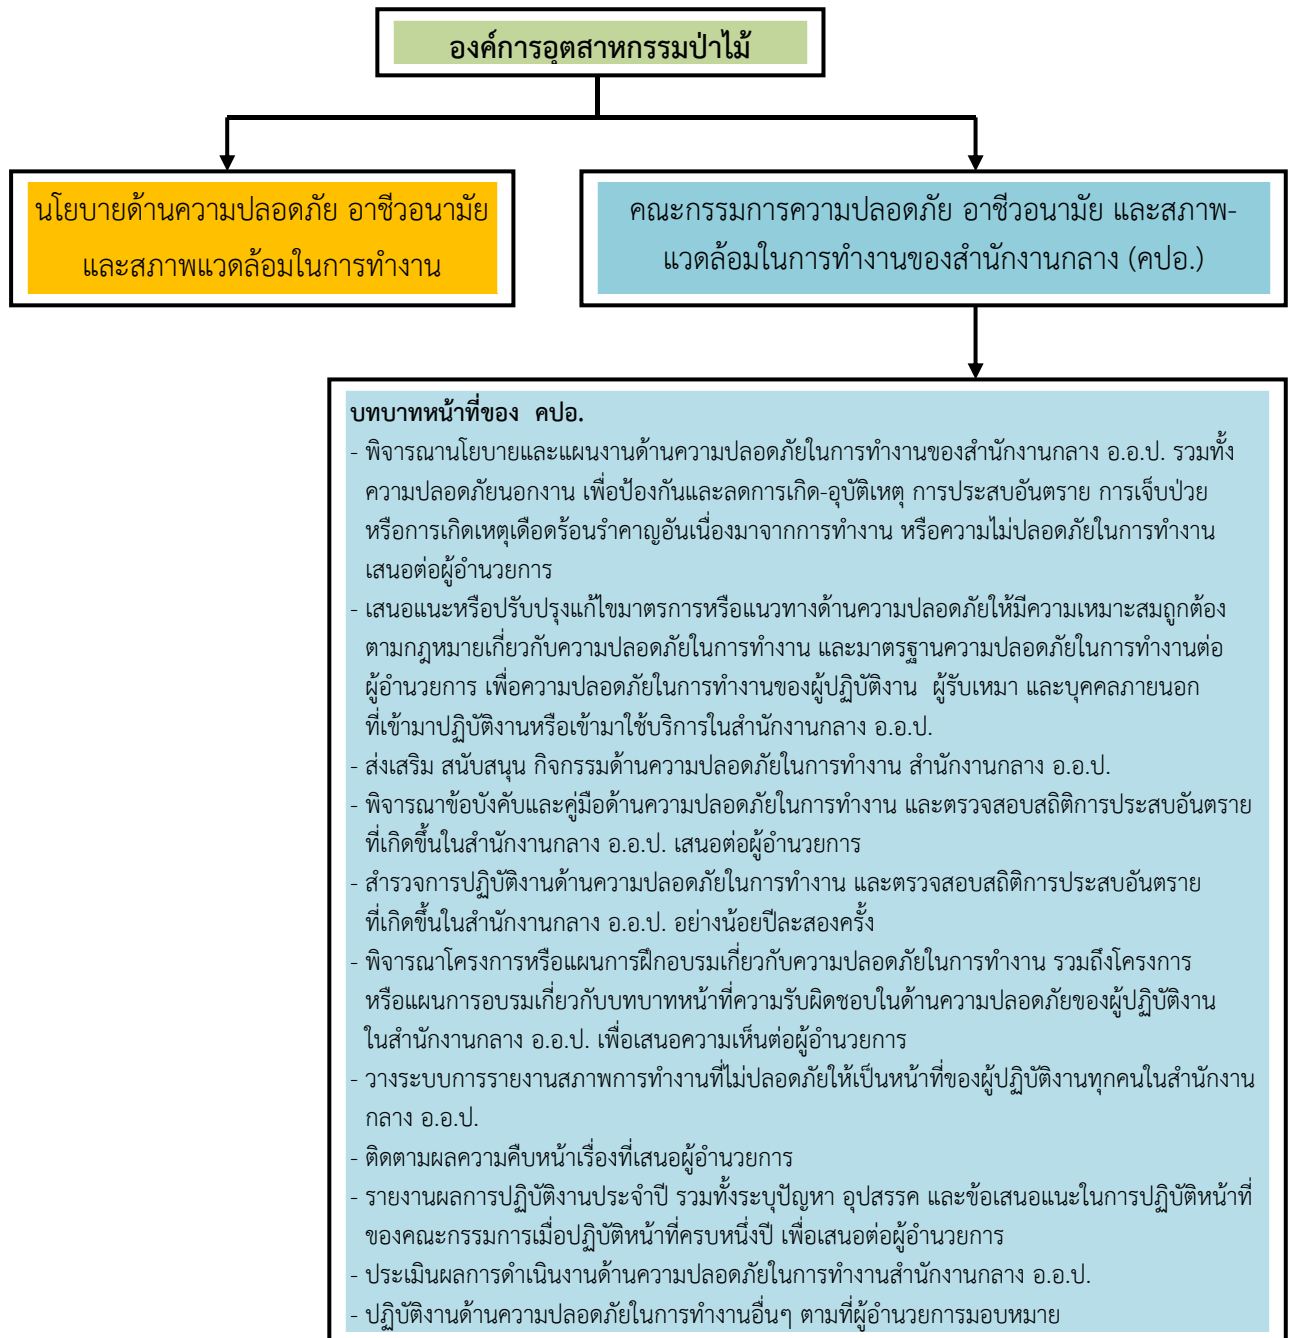 องค์การอุตสาหกรรมป่าไม้
นโยบายด้านความปลอดภัย อาชีวอนามัย
และสภาพแวดล้อมในการทำงาน
คณะกรรมการความปลอดภัย อาชีวอนามัย และสภาพ-
แวดล้อมในการทำงานของสำนักงานกลาง (คปอ.)
บทบาทหน้าที่ของ คปอ.
- พิจารณานโยบายและแผนงานด้านความปลอดภัยในการทำงานของสำนักงานกลาง อ.อ.ป. รวมทั้ง
ความปลอดภัยนอกงาน เพื่อป้องกันและลดการเกิด-อุบัติเหตุ การประสบอันตราย การเจ็บป่วย
หรือการเกิดเหตุเดือดร้อนรำคาญอันเนื่องมาจากการทำงาน หรือความไม่ปลอดภัยในการทำงาน
เสนอต่อผู้อำนวยการ
- เสนอแนะหรือปรับปรุงแก้ไขมาตรการหรือแนวทางด้านความปลอดภัยให้มีความเหมาะสมถูกต้อง
ตามกฎหมายเกี่ยวกับความปลอดภัยในการทำงาน และมาตรฐานความปลอดภัยในการทำงานต่อ
ผู้อำนวยการ เพื่อความปลอดภัยในการทำงานของผู้ปฏิบัติงาน ผู้รับเหมา และบุคคลภายนอก
ที่เข้ามาปฏิบัติงานหรือเข้ามาใช้บริการในสำนักงานกลาง อ.อ.ป.
- ส่งเสริม สนับสนุน กิจกรรมด้านความปลอดภัยในการทำงาน สำนักงานกลาง อ.อ.ป.
- พิจารณาข้อบังคับและคู่มือด้านความปลอดภัยในการทำงาน และตรวจสอบสถิติการประสบอันตราย
ที่เกิดขึ้นในสำนักงานกลาง อ.อ.ป. เสนอต่อผู้อำนวยการ
- สำรวจการปฏิบัติงานด้านความปลอดภัยในการทำงาน และตรวจสอบสถิติการประสบอันตราย
ที่เกิดขึ้นในสำนักงานกลาง อ.อ.ป. อย่างน้อยปีละสองครั้ง
- พิจารณาโครงการหรือแผนการฝึกอบรมเกี่ยวกับความปลอดภัยในการทำงาน รวมถึงโครงการ
หรือแผนการอบรมเกี่ยวกับบทบาทหน้าที่ความรับผิดชอบในด้านความปลอดภัยของผู้ปฏิบัติงาน
ในสำนักงานกลาง อ.อ.ป. เพื่อเสนอความเห็นต่อผู้อำนวยการ
- วางระบบการรายงานสภาพการทำงานที่ไม่ปลอดภัยให้เป็นหน้าที่ของผู้ปฏิบัติงานทุกคนในสำนักงาน
กลาง อ.อ.ป.
- ติดตามผลความคืบหน้าเรื่องที่เสนอผู้อำนวยการ
- รายงานผลการปฏิบัติงานประจำปี รวมทั้งระบุปัญหา อุปสรรค และข้อเสนอแนะในการปฏิบัติหน้าที่
ของคณะกรรมการเมื่อปฏิบัติหน้าที่ครบหนึ่งปี เพื่อเสนอต่อผู้อำนวยการ
- ประเมินผลการดำเนินงานด้านความปลอดภัยในการทำงานสำนักงานกลาง อ.อ.ป.
- ปฏิบัติงานด้านความปลอดภัยในการทำงานอื่นๆ ตามที่ผู้อำนวยการมอบหมาย